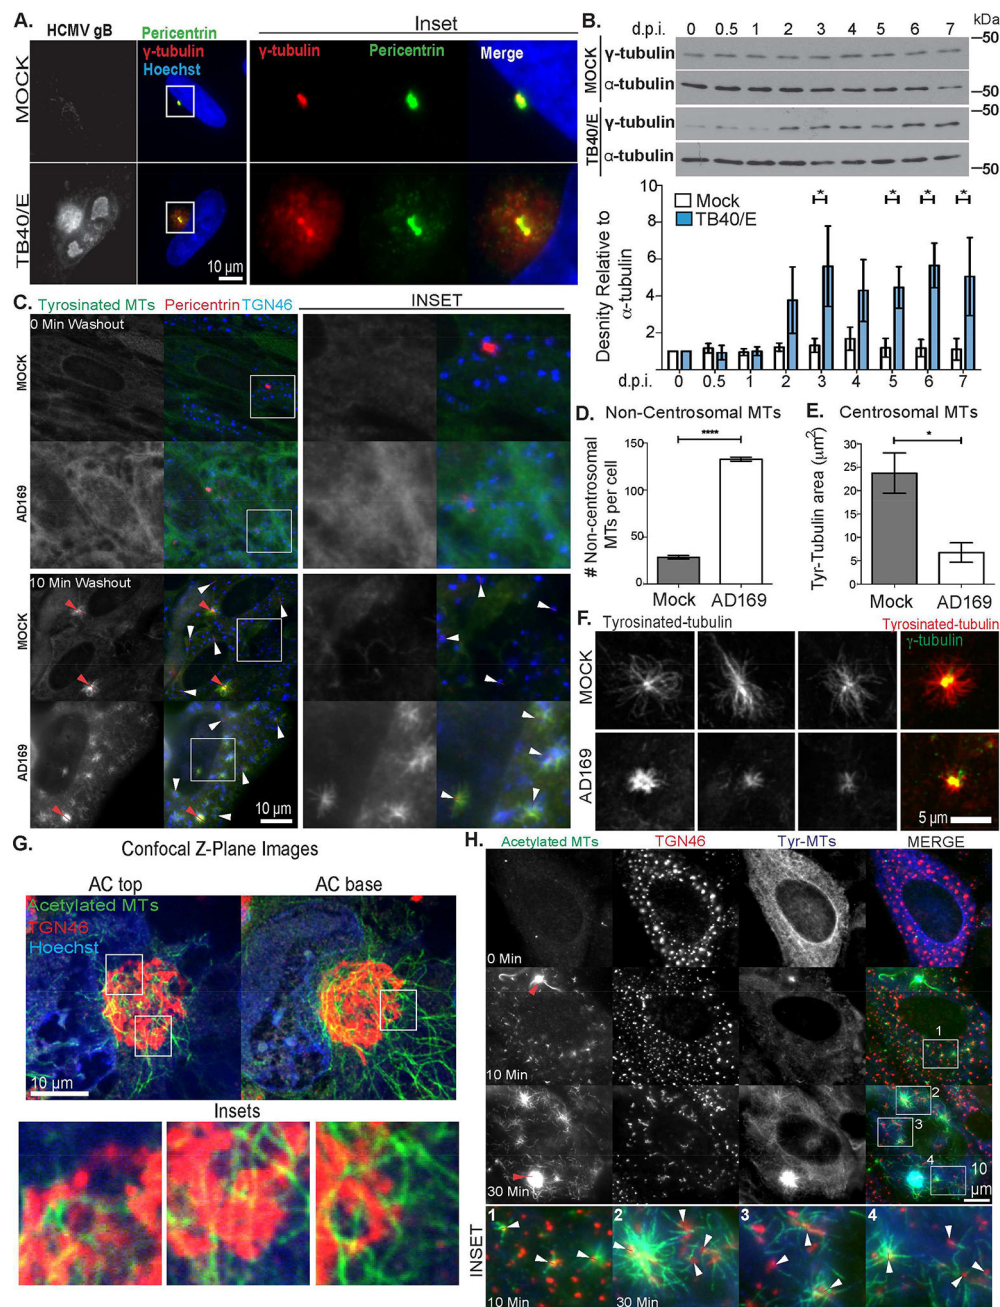 A.
HCMV gB
Pericentrin
γ-tubulin
Hoechst
Inset
γ-tubulin
Pericentrin
Merge
MOCK
TB40/E
10 µm
B.
d.p.i.
0 0.5 1 2 3 4 5 6 7
kDa
MOCK
γ-tubulin
50
α-tubulin
50
TB40/E
γ-tubulin
50
α-tubulin
50
Desnity Relative to
α-tubulin
10
8
6
4
2
Mock
TB40/E
* * * *
d.p.i.
0 0.5 1 2 3 4 5 6 7
C.
Tyrosinated MTs Pericentrin TGN46
INSET
0 Min Washout
MOCK
AD169
10 Min Washout
MOCK
AD169
10 µm
D.
Non-Centrosomal MTs
# Non-centrosomal
MTs per cell
150
100
50
0
****
Mock AD169
E.
Centrosomal MTs
Tyr-Tubulin area (µm²)
30
25
20
15
10
5
0
*
Mock AD169
F.
Tyrosinated-tubulin
Tyrosinated-tubulin
γ-tubulin
MOCK
AD169
5 µm
G.
Confocal Z-Plane Images
AC top
AC base
Acetylated MTs
TGN46
Hoechst
10 µm
Insets
H.
Acetylated MTs TGN46 Tyr-MTs MERGE
0 Min
10 Min
1
30 Min
2
3
4
10
µm
INSET
1 2 3 4
10 Min
30 Min